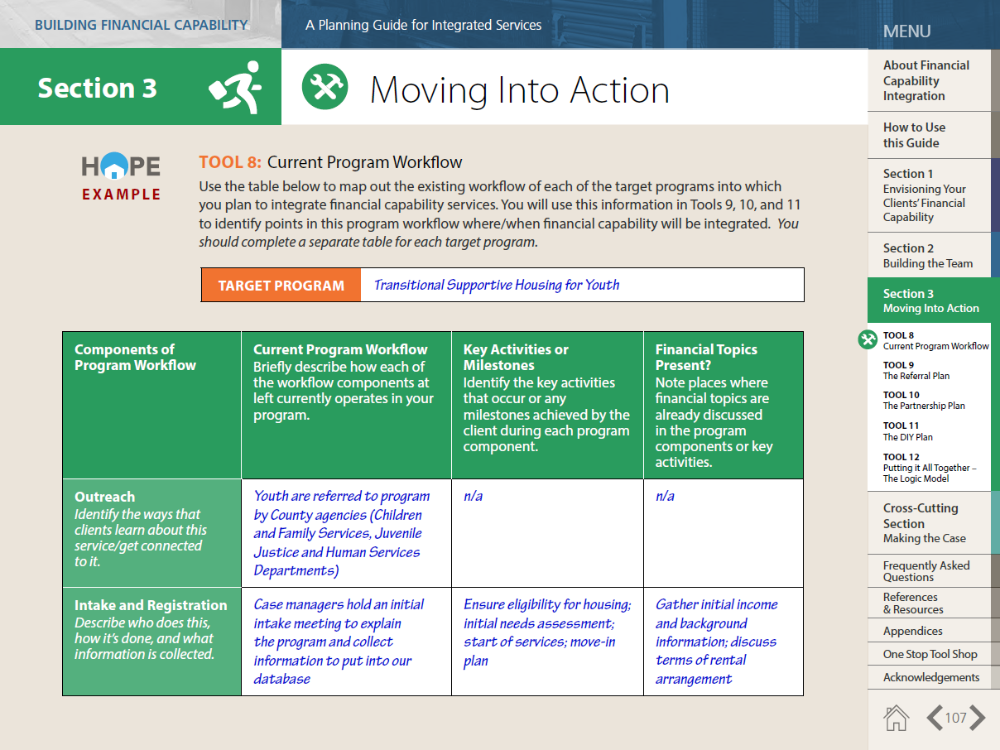 BUILDING FINANCIAL CAPABILITY
A Planning Guide for Integrated Services
MENU
Section 3
Moving Into Action
HOPE
EXAMPLE
TOOL 8: Current Program Workflow
Use the table below to map out the existing workflow of each of the target programs into which
you plan to integrate financial capability services. You will use this information in Tools 9, 10, and 11
to identify points in this program workflow where/when financial capability will be integrated. You
should complete a separate table for each target program.
TARGET PROGRAM
Transitional Supportive Housing for Youth
Components of
Program Workflow
Current Program Workflow
Briefly describe how each of
the workflow components at
left currently operates in your
program.
Key Activities or
Milestones
Identify the key activities
that occur or any
milestones achieved by the
client during each program
component.
Financial Topics
Present?
Note places where
financial topics are
already discussed
in the program
components or key
activities.
Outreach
Identify the ways that
clients learn about this
service/get connected
to it.
Youth are referred to program
by County agencies (Children
and Family Services, Juvenile
Justice and Human Services
Departments)
n/a
n/a
Intake and Registration
Describe who does this,
how it's done, and what
information is collected.
Case managers hold an initial
intake meeting to explain
the program and collect
information to put into our
database
Ensure eligibility for housing;
initial needs assessment;
start of services; move-in
plan
Gather initial income
and background
information; discuss
terms of rental
arrangement
About Financial
Capability
Integration
How to Use
this Guide
Section 1
Envisioning Your
Clients' Financial
Capability
Section 2
Building the Team
Section 3
Moving Into Action
TOOL 8
Current Program Workflow
TOOL 9
The Referral Plan
TOOL 10
The Partnership Plan
TOOL 11
The DIY Plan
TOOL 12
Putting it All Together –
The Logic Model
Cross-Cutting
Section
Making the Case
Frequently Asked
Questions
References
& Resources
Appendices
One Stop Tool Shop
Acknowledgements
107